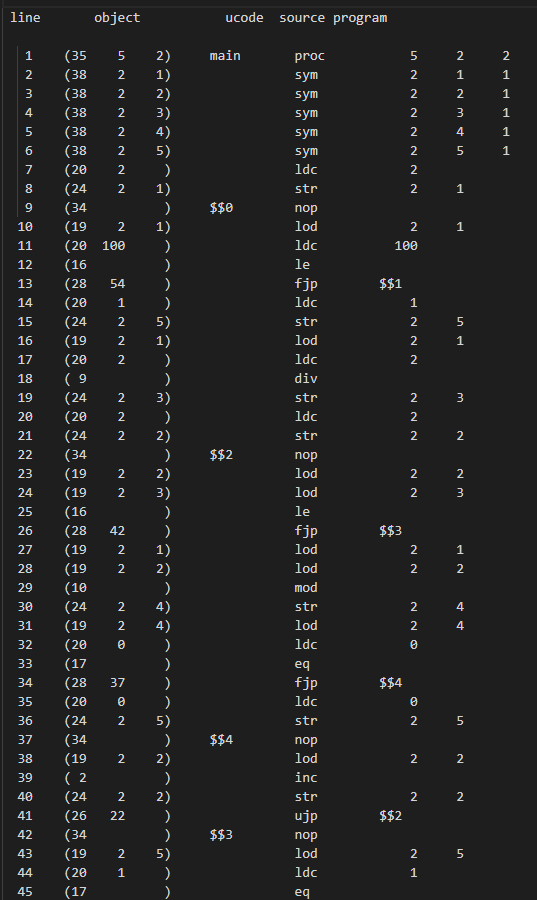 line object ucode source program
1 (35 5 2) main proc 5 2 2
2 (38 2 1) sym 2 1 1
3 (38 2 2) sym 2 2 1
4 (38 2 3) sym 2 3 1
5 (38 2 4) sym 2 4 1
6 (38 2 5) sym 2 5 1
7 (20 2 ) ldc 2
8 (24 2 1) str 2 1
9 (34 ) $$0 nop
10 (19 2 1) lod 2 1
11 (20 100 ) ldc 100
12 (16 ) le
13 (28 54 ) fjp $$1
14 (20 1 ) ldc 1
15 (24 2 5) str 2 5
16 (19 2 1) lod 2 1
17 (20 2 ) ldc 2
18 ( 9 ) div
19 (24 2 3) str 2 3
20 (20 2 ) ldc 2
21 (24 2 2) str 2 2
22 (34 ) $$2 nop
23 (19 2 2) lod 2 2
24 (19 2 3) lod 2 3
25 (16 ) le
26 (28 42 ) fjp $$3
27 (19 2 1) lod 2 1
28 (19 2 2) lod 2 2
29 (10 ) mod
30 (24 2 4) str 2 4
31 (19 2 4) lod 2 4
32 (20 0 ) ldc 0
33 (17 ) eq
34 (28 37 ) fjp $$4
35 (20 0 ) ldc 0
36 (24 2 5) str 2 5
37 (34 ) $$4 nop
38 (19 2 2) lod 2 2
39 ( 2 ) inc
40 (24 2 2) str 2 2
41 (26 22 ) ujp $$2
42 (34 ) $$3 nop
43 (19 2 5) lod 2 5
44 (20 1 ) ldc 1
45 (17 ) eq